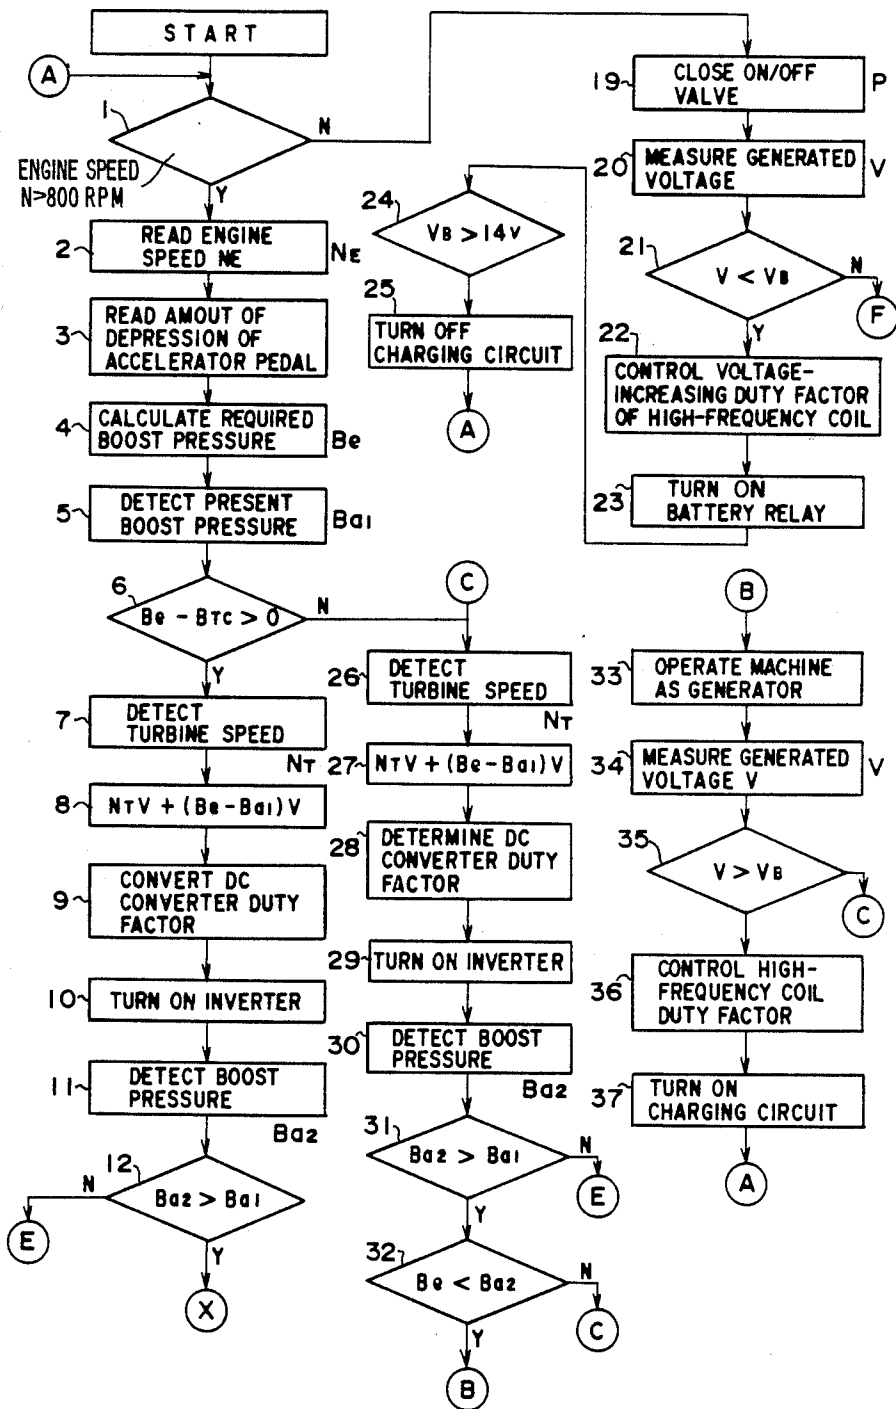 START
A
1
N
ENGINE SPEED
N>800 RPM
Y
2
READ ENGINE
SPEED NE
NE
3
READ AMOUT OF
DEPRESSION OF
ACCELERATOR PEDAL
4
CALCULATE REQUIRED
BOOST PRESSURE
Be
5
DETECT PRESENT
BOOST PRESSURE
Ba1
6
Be - BTC > 0
N
Y
7
DETECT
TURBINE SPEED
NT
8
NTV + (Be-Ba1) V
9
CONVERT DC
CONVERTER DUTY
FACTOR
10
TURN ON INVERTER
11
DETECT BOOST
PRESSURE
Ba2
12
N
Ba2 > Ba1
E
Y
X
24
VB > 14V
25
TURN OFF
CHARGING CIRCUIT
A
C
26
DETECT
TURBINE SPEED
NT
27
NTV + (Be-Ba1) V
28
DETERMINE DC
CONVERTER DUTY
FACTOR
29
TURN ON INVERTER
30
DETECT BOOST
PRESSURE
Ba2
31
Ba2 > Ba1
N
E
Y
32
Be < Ba2
N
C
Y
B
19
CLOSE ON/OFF
VALVE
P
20
MEASURE GENERATED
VOLTAGE
V
21
V < VB
N
F
Y
22
CONTROL VOLTAGE-
INCREASING DUTY FACTOR
OF HIGH-FREQUENCY COIL
23
TURN ON
BATTERY RELAY
B
33
OPERATE MACHINE
AS GENERATOR
34
MEASURE GENERATED
VOLTAGE V
V
35
V > VB
C
36
CONTROL HIGH-
FREQUENCY COIL
DUTY FACTOR
37
TURN ON
CHARGING CIRCUIT
A